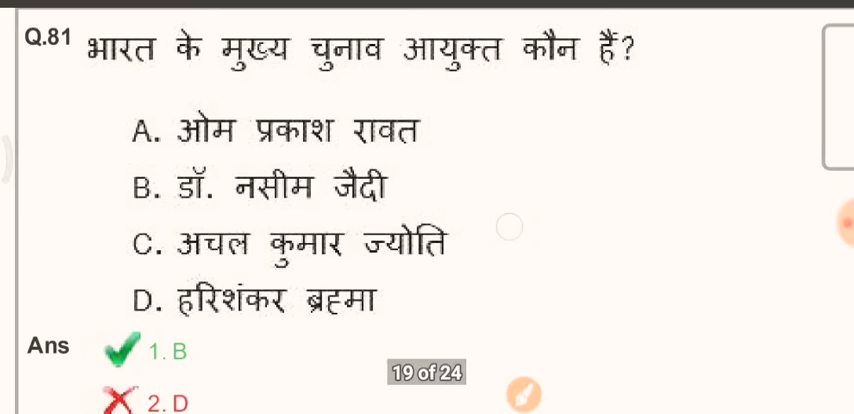 Q.81 भारत के मुख्य चुनाव आयुक्त कौन हैं?
A. ओम प्रकाश रावत
B. डॉ. नसीम जैदी
C. अचल कुमार ज्योति
D. हरिशंकर ब्रह्मा
Ans 1. B
19 of 24
2. D